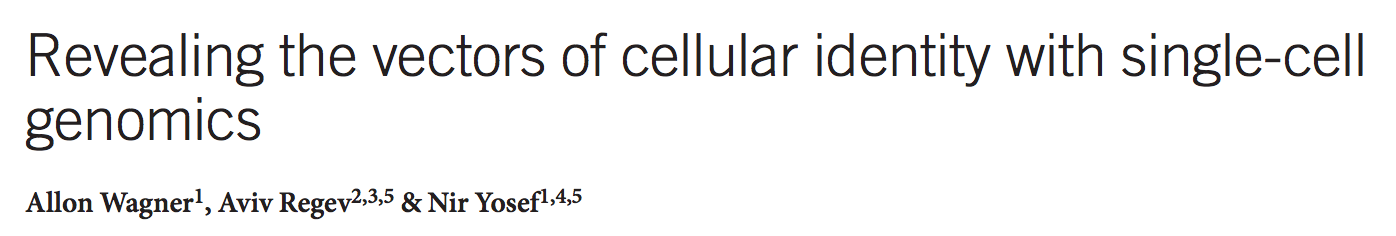 Revealing the vectors of cellular identity with single-cell
genomics
Allon Wagner1, Aviv Regev2,3,5 & Nir Yosef1,4,5